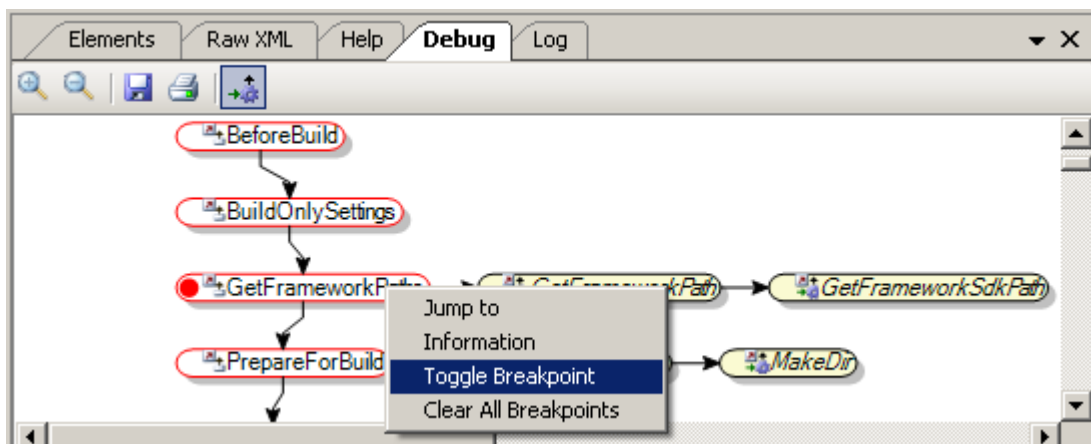 Elements Raw XML Help Debug Log
BeforeBuild
BuildOnlySettings
GetFrameworkPaths GetFrameworkPath GetFrameworkSdkPath
Jump to
Information
PrepareForBuild MakeDir
Toggle Breakpoint
Clear All Breakpoints